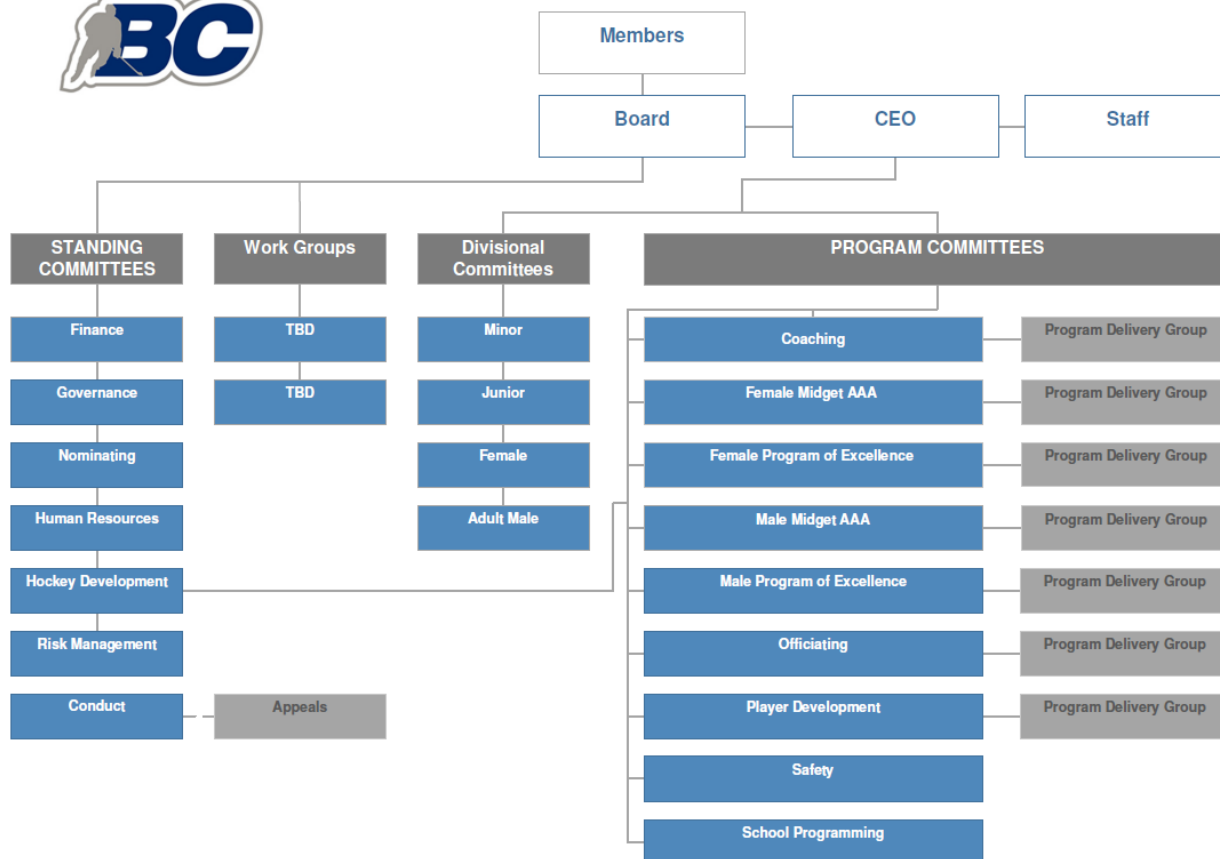 BC
Members
Board
CEO
Staff
STANDING
COMMITTEES
Work Groups
Divisional
Committees
PROGRAM COMMITTEES
Finance
TBD
Minor
Coaching
Program Delivery Group
Governance
TBD
Junior
Female Midget AAA
Program Delivery Group
Nominating
Female
Female Program of Excellence
Program Delivery Group
Human Resources
Adult Male
Male Midget AAA
Program Delivery Group
Hockey Development
Male Program of Excellence
Program Delivery Group
Risk Management
Officiating
Program Delivery Group
Conduct
Appeals
Player Development
Program Delivery Group
Safety
School Programming